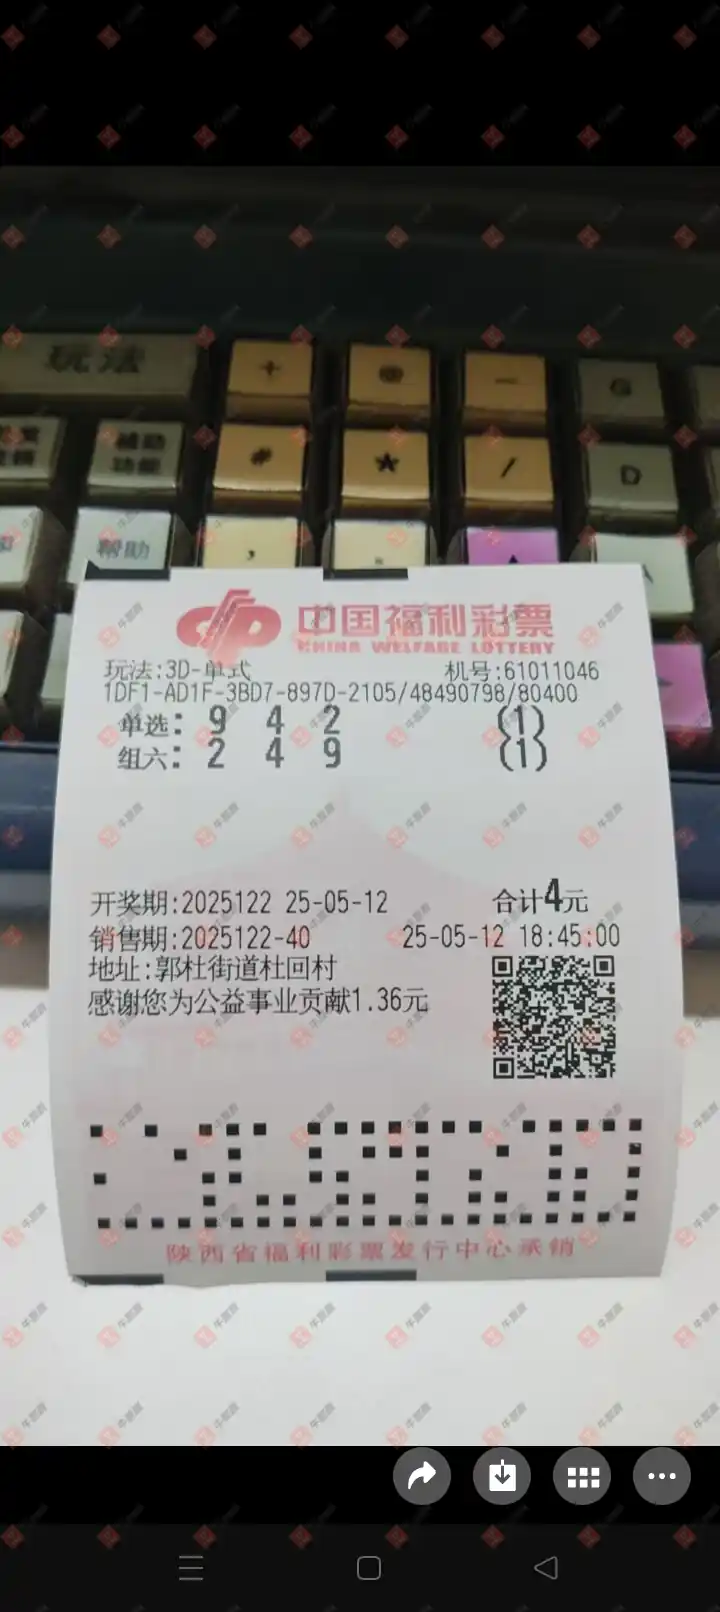 玩法
+
@
—
G
辅助
功能
#
*
/
D
帮助
,
中国福利彩票
CHINA WELFARE LOTTERY
玩法:3D-单式 机号:61011046
1DF1-AD1F-3BD7-897D-2105/48490798/80400
单选: 9 4 2 (1)
组六: 2 4 9 (1)
开奖期:2025122 25-05-12 合计4元
销售期:2025122-40 25-05-12 18:45:00
地址:郭杜街道杜回村
感谢您为公益事业贡献1.36元
陕西省福利彩票发行中心承销